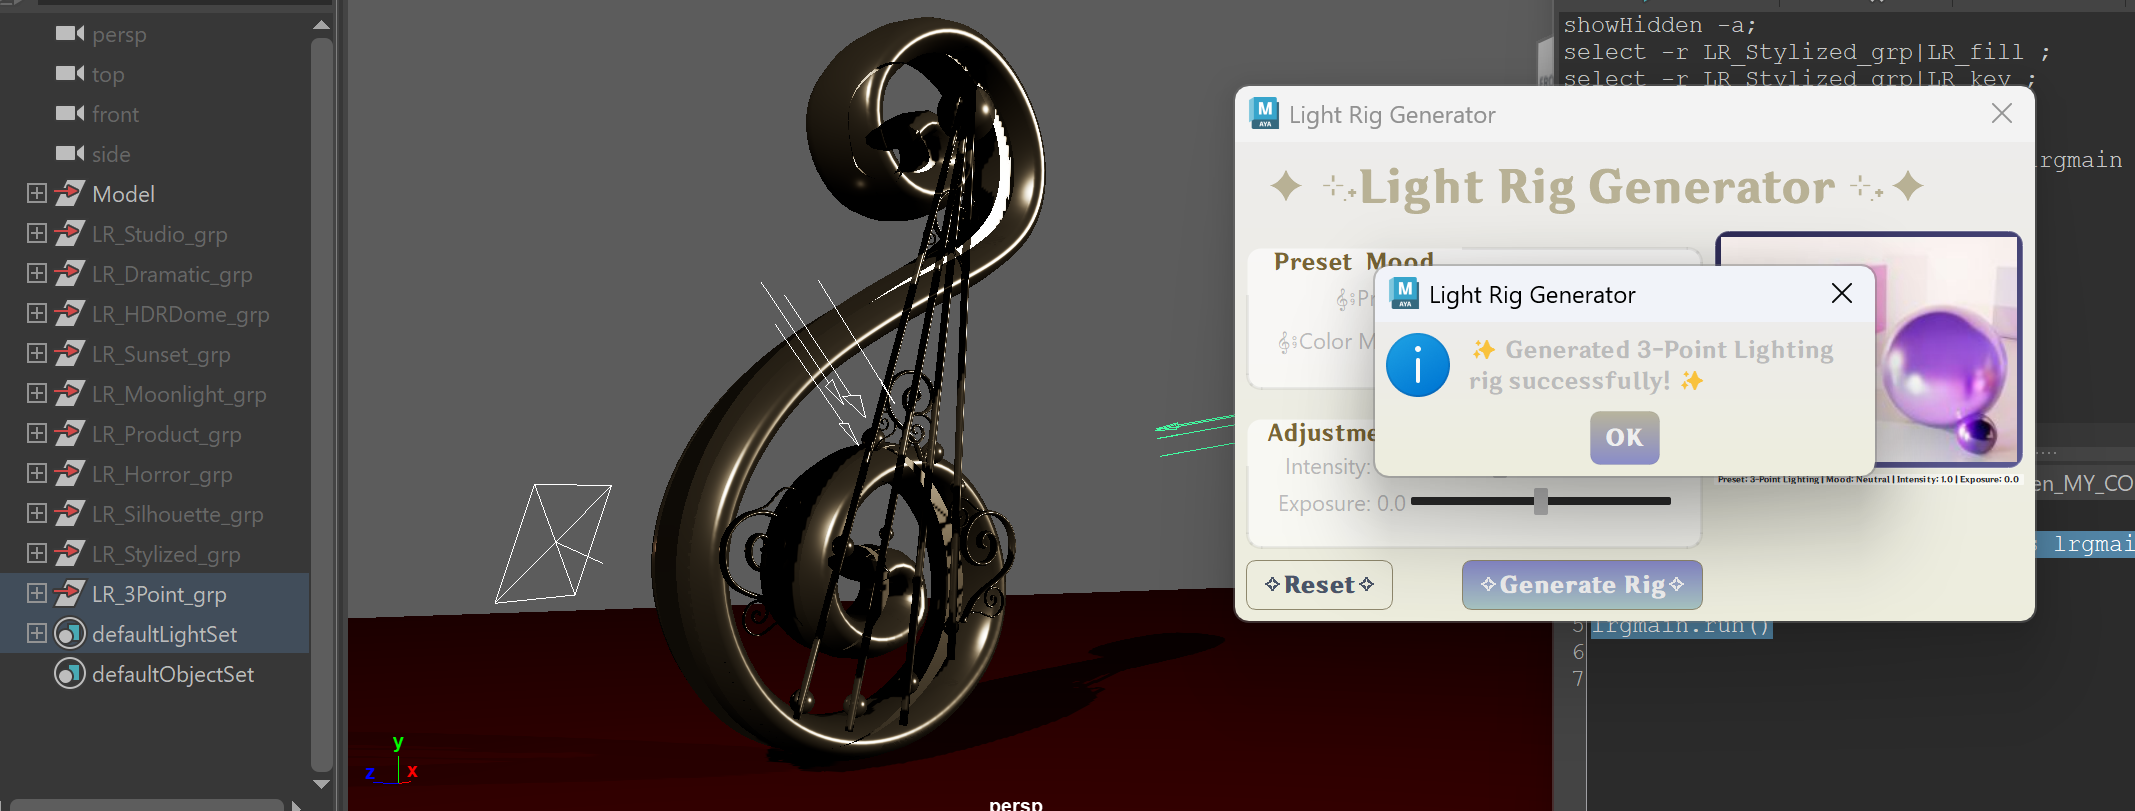 persp
top
front
side
Model
LR_Studio_grp
LR_Dramatic_grp
LR_HDRDome_grp
LR_Sunset_grp
LR_Moonlight_grp
LR_Product_grp
LR_Horror_grp
LR_Silhouette_grp
LR_Stylized_grp
LR_3Point_grp
defaultLightSet
defaultObjectSet
y
z
x
persp
showHidden -a;
select -r LR_Stylized_grp|LR_fill ;
select -r LR_Stylized_grp|LR_key ;
lrgmain
Light Rig Generator
Light Rig Generator
Preset Mood
Color M
Adjustme
Intensity:
Exposure: 0.0
Reset
Generate Rig
Preset: 3-Point Lighting | Mood: Neutral | Intensity: 1.0 | Exposure: 0.0
M
AYA
Light Rig Generator
✨ Generated 3-Point Lighting
rig successfully! ✨
OK
en_MY_CO
lrgmai
5 lrgmain.run()
6
7